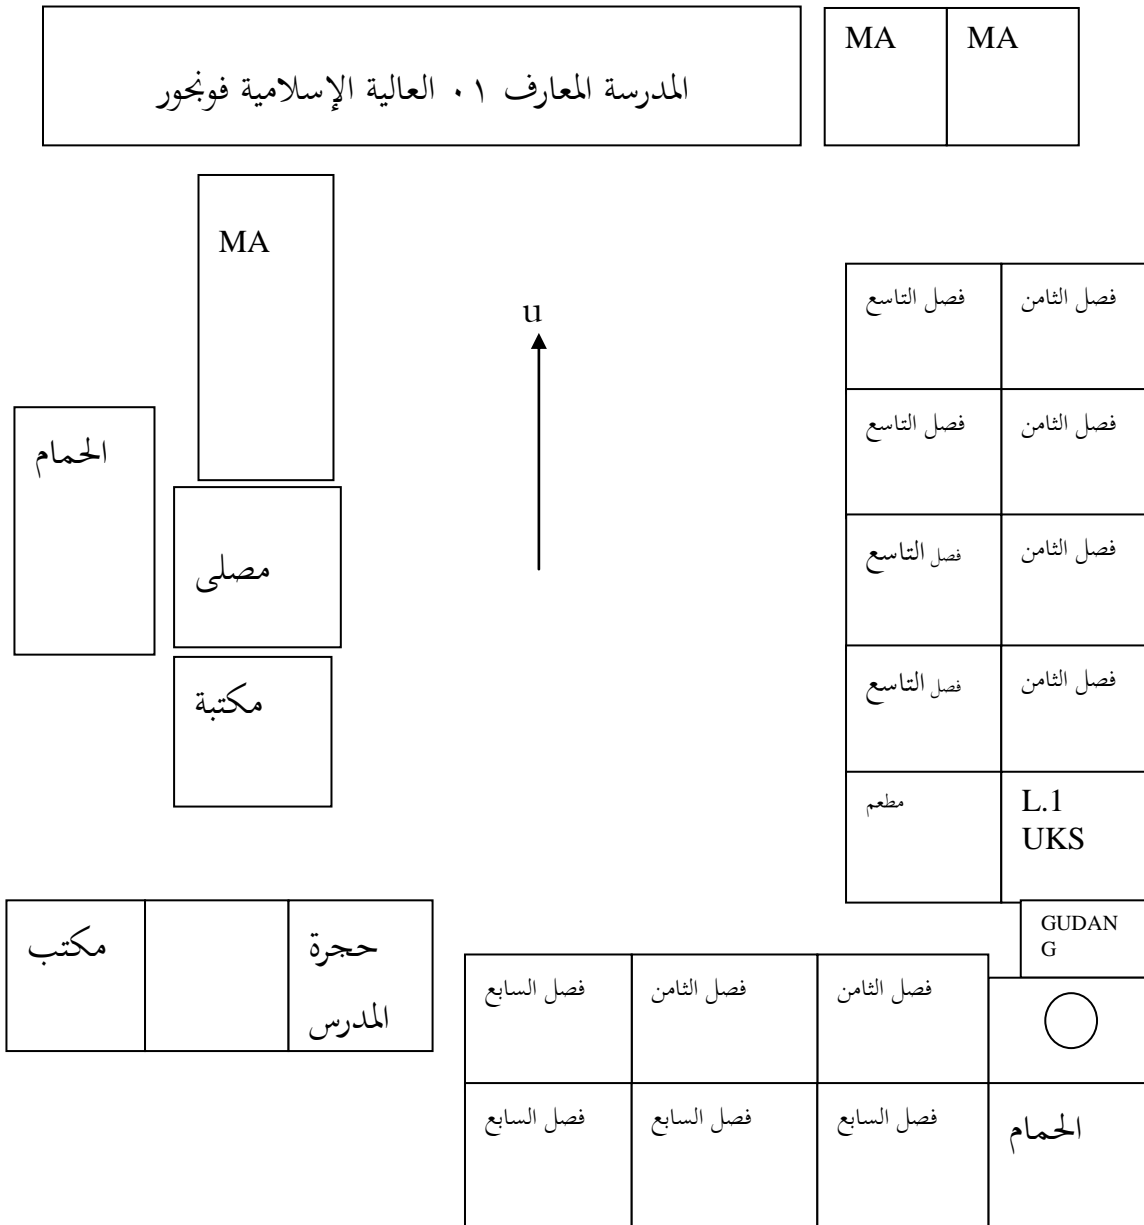 المدرسة المعارف ٠١ العالية الإسلامية فونجور
MA
MA
MA
u
فصل التاسع
فصل الثامن
فصل التاسع
فصل الثامن
الحمام
مصلى
فصل التاسع
فصل الثامن
مكتبة
فصل التاسع
فصل الثامن
مطعم
L.1
UKS
مكتب
حجرة
المدرس
GUDAN
G
فصل السابع
فصل الثامن
فصل الثامن
فصل السابع
فصل السابع
فصل السابع
الحمام